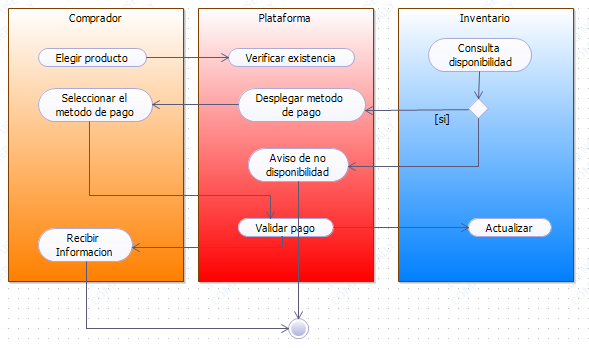 Comprador
Plataforma
Inventario
Elegir producto
Verificar existencia
Consulta
disponibilidad
Seleccionar el
metodo de pago
Desplegar metodo
de pago
[si]
Aviso de no
disponibilidad
Validar pago
Actualizar
Recibir
Informacion